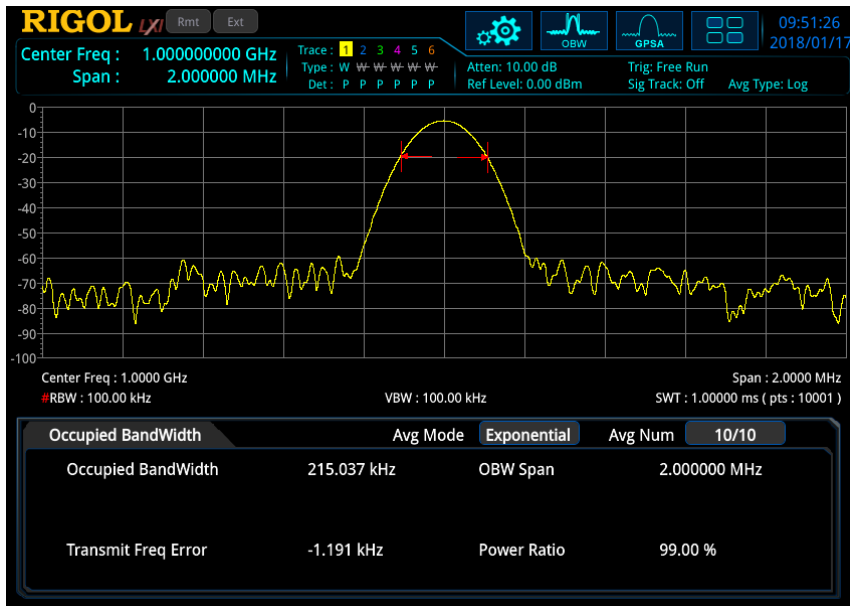 RIGOL LXI Rmt Ext
OBW GPSA
09:51:26
2018/01/17
Center Freq : 1.000000000 GHz
Span : 2.000000 MHz
Trace : 1 2 3 4 5 6
Type : W W W W W W
Det : P P P P P P
Atten: 10.00 dB Trig: Free Run
Ref Level: 0.00 dBm Sig Track: Off Avg Type: Log
0
-10
-20
-30
-40
-50
-60
-70
-80
-90
-100
Center Freq : 1.0000 GHz Span : 2.0000 MHz
#RBW : 100.00 kHz VBW : 100.00 kHz SWT : 1.00000 ms ( pts : 10001 )
Occupied BandWidth Avg Mode Exponential Avg Num 10/10
Occupied BandWidth 215.037 kHz OBW Span 2.000000 MHz
Transmit Freq Error -1.191 kHz Power Ratio 99.00 %